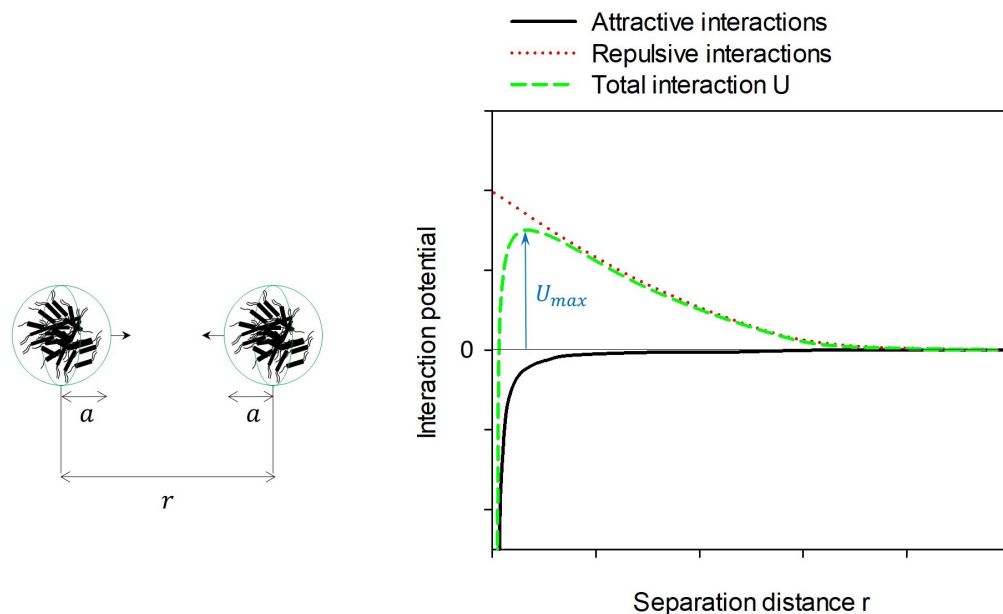 Attractive interactions
Repulsive interactions
Total interaction U
Interaction potential
0
U_max
a
a
r
Separation distance r